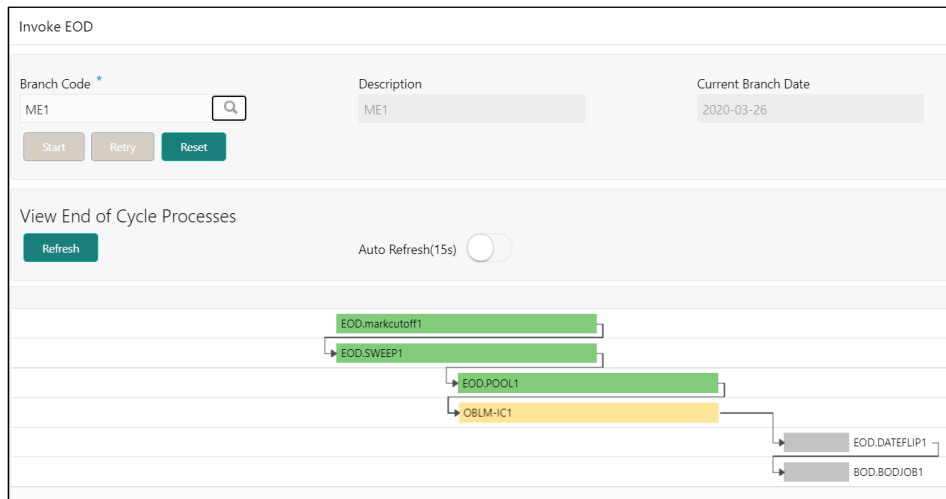 Invoke EOD
Branch Code * Description Current Branch Date
ME1 ME1 2020-03-26
Start Retry Reset
View End of Cycle Processes
Refresh Auto Refresh(15s)
EOD.markcutoff1
EOD.SWEEP1
EOD.POOL1
OBLM-IC1
EOD.DATEFLIP1
BOD.BODJOB1